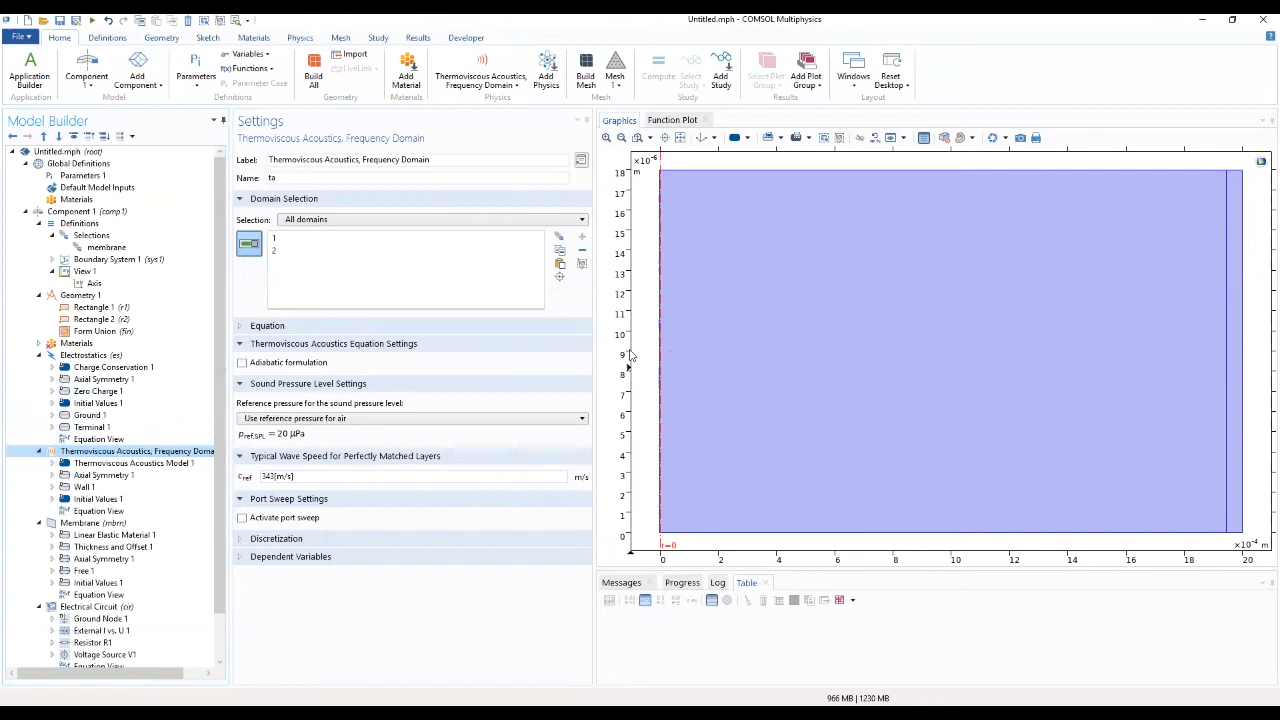 Untitled.mph - COMSOL Multiphysics
File
Home
Definitions
Geometry
Sketch
Materials
Physics
Mesh
Study
Results
Developer
Application Builder
Component 1
Add Component
Parameters
Variables
Functions
Parameter Case
Build All
Import
LiveLink
Add Material
Thermoviscous Acoustics, Frequency Domain
Add Physics
Build Mesh
Mesh 1
Compute
Select Study
Add Study
Select Plot Group
Add Plot Group
Windows
Reset Desktop
Application
Model
Definitions
Geometry
Materials
Physics
Mesh
Study
Results
Layout
Model Builder
Untitled.mph (root)
Global Definitions
Parameters 1
Default Model Inputs
Materials
Component 1 (comp1)
Definitions
Selections
membrane
Boundary System 1 (sys1)
View 1
Axis
Geometry 1
Rectangle 1 (r1)
Rectangle 2 (r2)
Form Union (fin)
Materials
Electrostatics (es)
Charge Conservation 1
Axial Symmetry 1
Zero Charge 1
Initial Values 1
Ground 1
Terminal 1
Equation View
Thermoviscous Acoustics, Frequency Doma
Thermoviscous Acoustics Model 1
Axial Symmetry 1
Wall 1
Initial Values 1
Equation View
Membrane (mbrn)
Linear Elastic Material 1
Thickness and Offset 1
Axial Symmetry 1
Free 1
Initial Values 1
Equation View
Electrical Circuit (cir)
Ground Node 1
External I vs. U 1
Resistor R1
Voltage Source V1
Equation View
Settings
Thermoviscous Acoustics, Frequency Domain
Label: Thermoviscous Acoustics, Frequency Domain
Name: ta
Domain Selection
Selection: All domains
1
2
Equation
Thermoviscous Acoustics Equation Settings
Adiabatic formulation
Sound Pressure Level Settings
Reference pressure for the sound pressure level:
Use reference pressure for air
pref,SPL = 20 μPa
Typical Wave Speed for Perfectly Matched Layers
cref 343[m/s] m/s
Port Sweep Settings
Activate port sweep
Discretization
Dependent Variables
Graphics
Function Plot
×10-6
m
18
17
16
15
14
13
12
11
10
9
8
7
6
5
4
3
2
1
0
r=0
×10-4 m
0 2 4 6 8 10 12 14 16 18 20
Messages
Progress
Log
Table
966 MB | 1230 MB